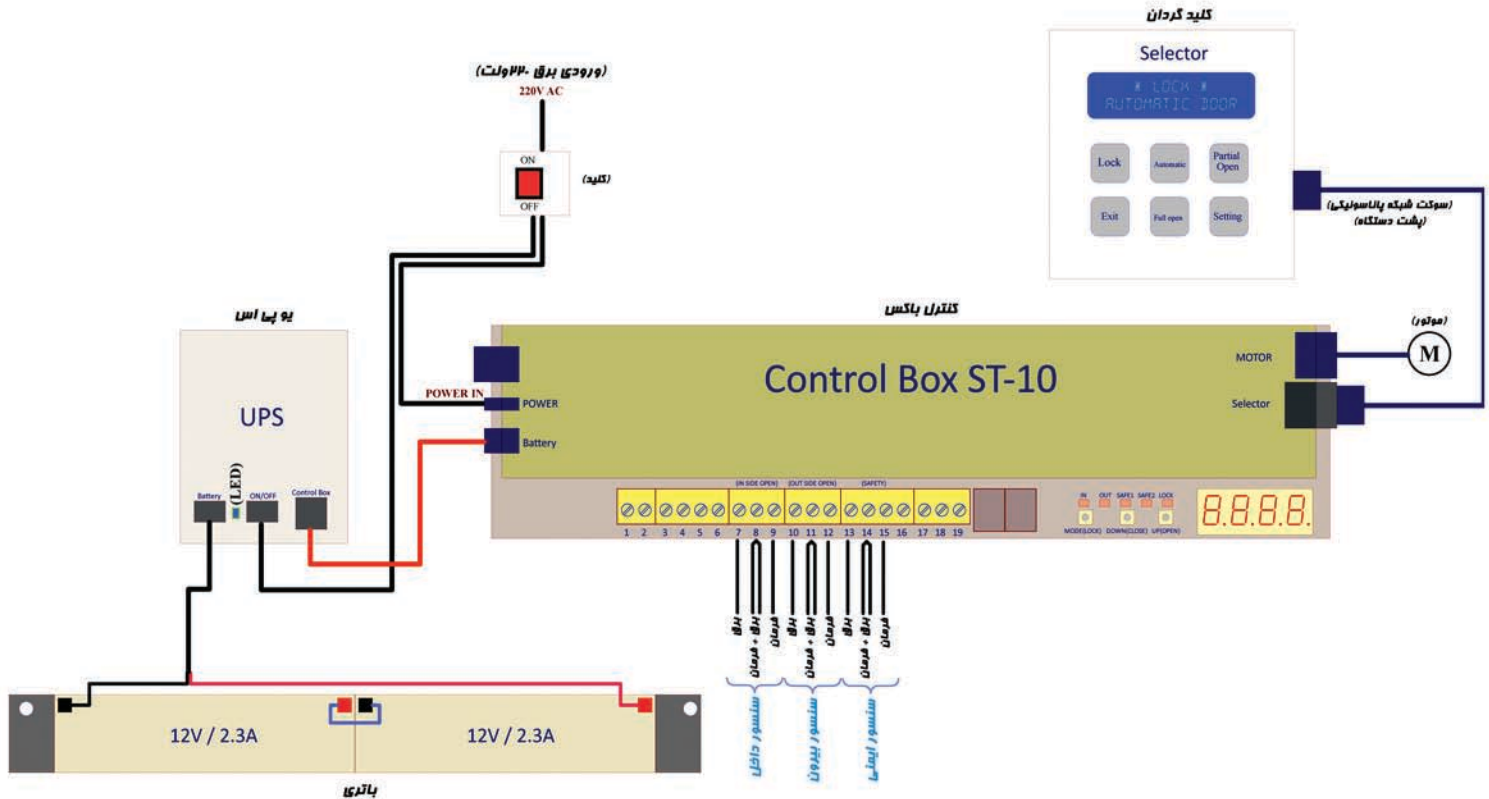 کلید گردان
Selector
* LOCK *
AUTOMATIC DOOR
Lock
Automatic
Partial
Open
Exit
Full open
Setting
(سوکت شبکه پاناسونیکی)
(پشت دستگاه)
(ورودی برق ۲۲۰ولت)
220V AC
ON
OFF
(کلید)
یو پی اس
UPS
Battery
(LED)
ON/OFF
Control Box
کنترل باکس
Control Box ST-10
POWER IN
POWER
Battery
MOTOR
Selector
(موتور)
M
(IN SIDE OPEN) (OUT SIDE OPEN) (SAFETY)
1 2 3 4 5 6 7 8 9 10 11 12 13 14 15 16 17 18 19
IN OUT SAFE1 SAFE2 LOCK
MODE(LOCK) DOWN(CLOSE) UP(OPEN)
8.8.8.8.
برق
برق + فرمان
فرمان
برق
برق + فرمان
فرمان
برق
برق + فرمان
فرمان
سنسور داخل
سنسور بیرون
سنسور ایمنی
12V / 2.3A
12V / 2.3A
باتری